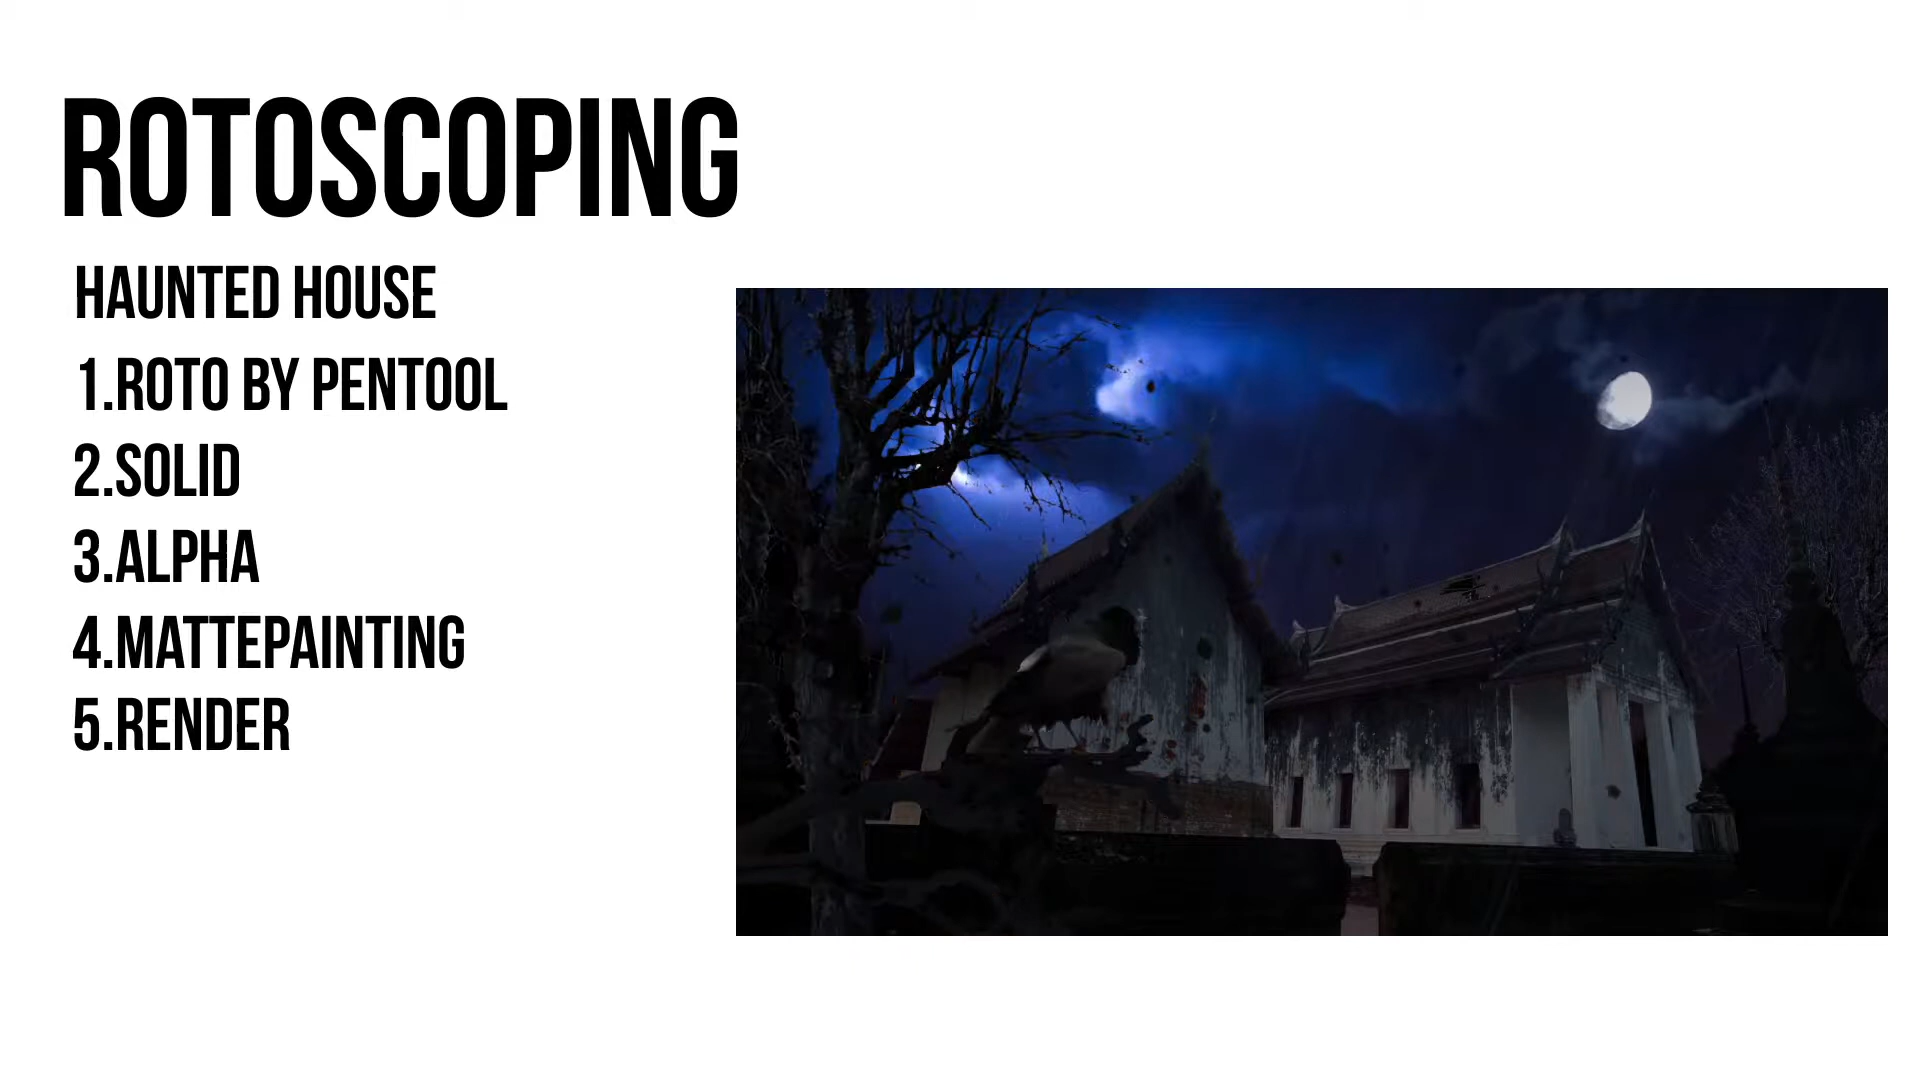 ROTOSCOPING
HAUNTED HOUSE
1.ROTO BY PENTOOL
2.SOLID
3.ALPHA
4.MATTEPAINTING
5.RENDER